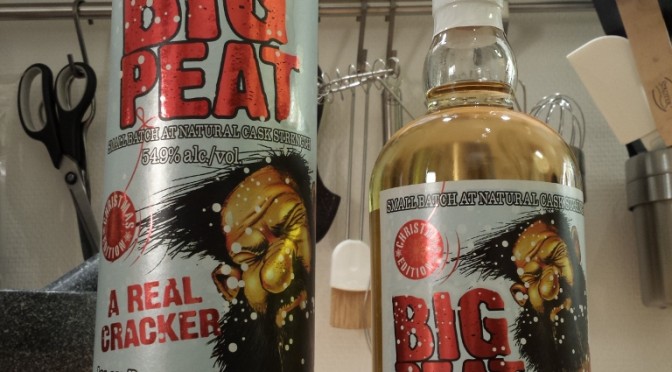 BIG
PEAT
SMALL BATCH AT NATURAL CASK STRENGTH
54.9% alc./vol.
CHRISTMAS
EDITION
A REAL
CRACKER
SMALL BATCH AT NATURAL CASK STRENGTH
CHRISTMAS
EDITION
BIG
PEAT